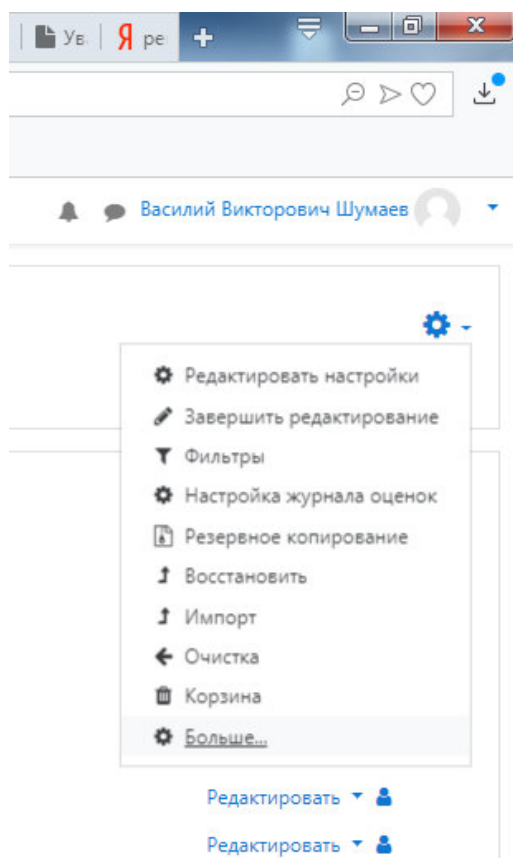 Ув. Я ре
Василий Викторович Шумаев
Редактировать настройки
Завершить редактирование
Фильтры
Настройка журнала оценок
Резервное копирование
Восстановить
Импорт
Очистка
Корзина
Больше...
Редактировать
Редактировать